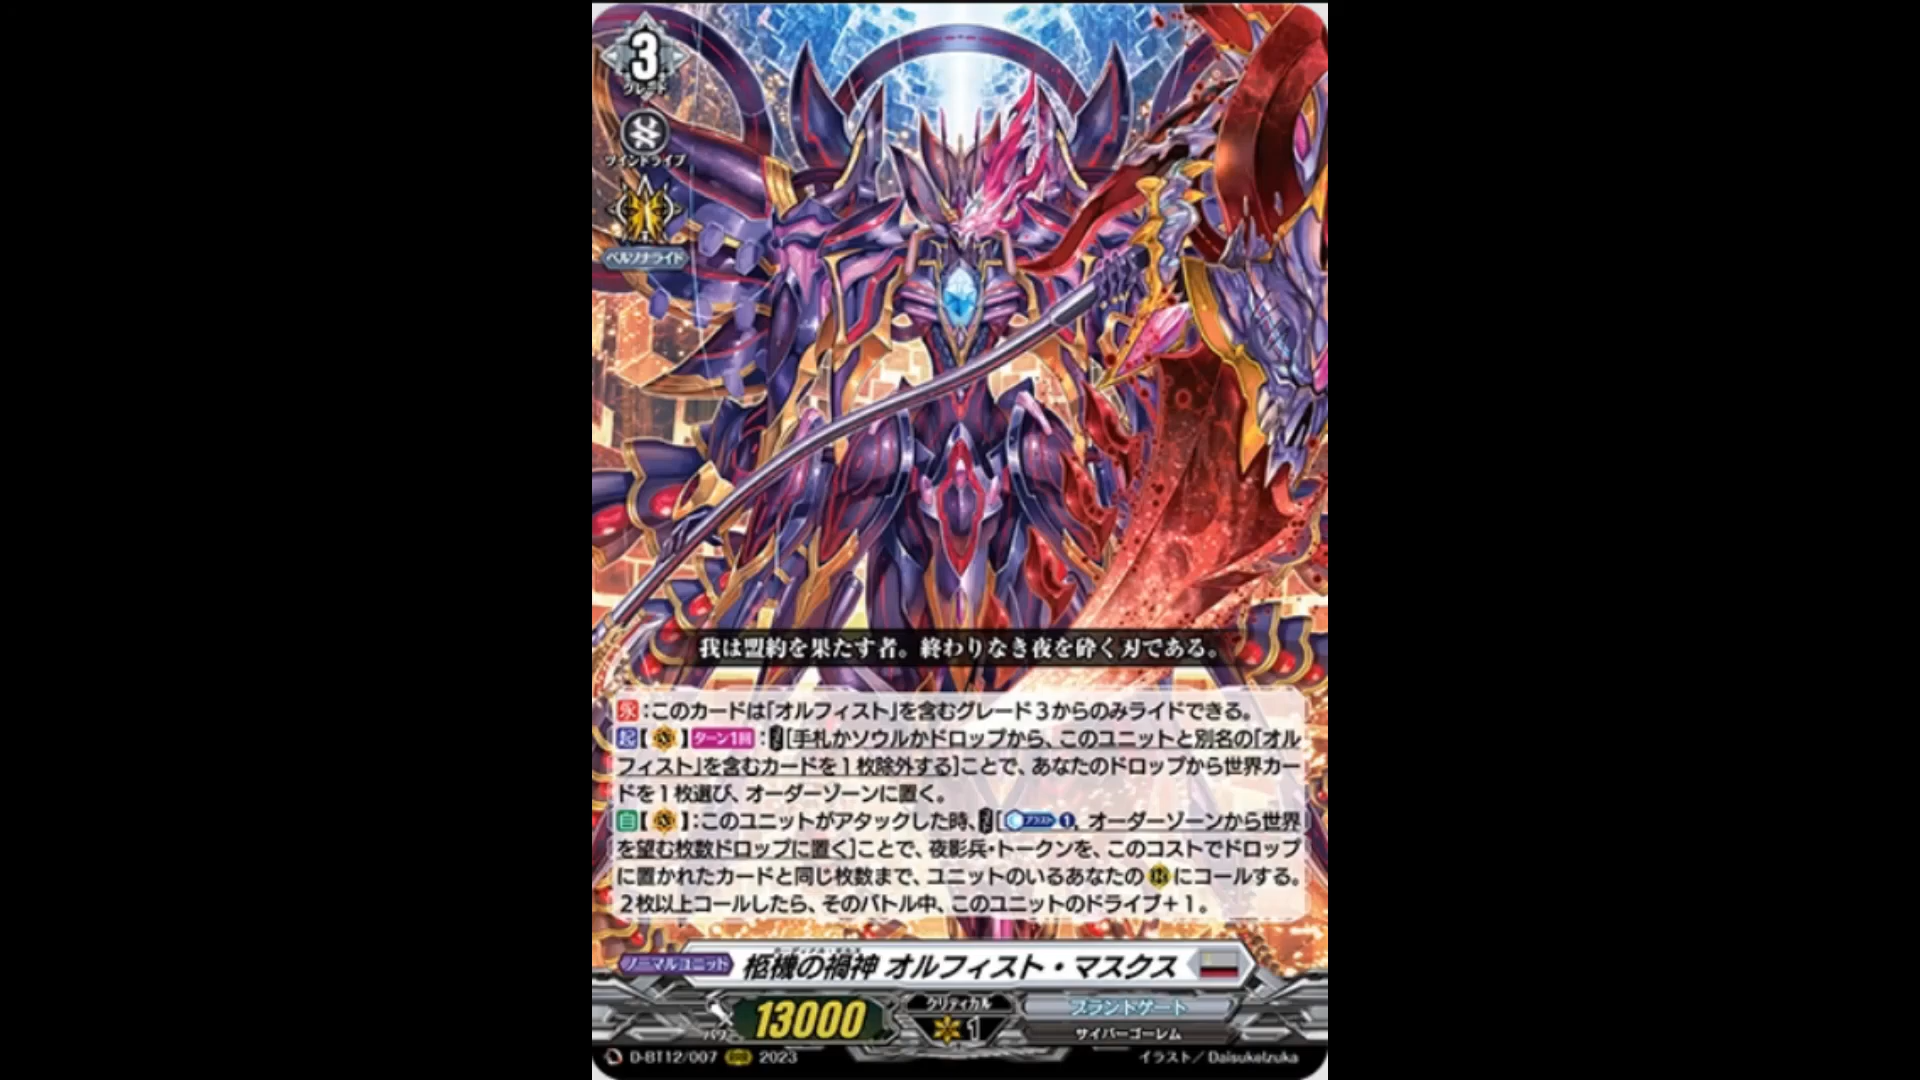 3
グレード
ツインドライブ
ペルソナライド
我は盟約を果たす者。終わりなき夜を砕く刃である。
永:このカードは「オルフィスト」を含むグレード3からのみライドできる。
起【 】ターン1回:[手札かソウルかドロップから、このユニットと別名の「オル
フィスト」を含むカードを1枚除外する]ことで、あなたのドロップから世界カー
ドを1枚選び、オーダーゾーンに置く。
自【 】:このユニットがアタックした時、[ブラスト1、オーダーゾーンから世界
を望む枚数ドロップに置く]ことで、夜影兵・トークンを、このコストでドロップ
に置かれたカードと同じ枚数まで、ユニットのいるあなたの にコールする。
2枚以上コールしたら、そのバトル中、このユニットのドライブ+1。
ノーマルユニット 枢機の禍神 オルフィスト・マスクス
パワー 13000 クリティカル 1 ブラントゲート
サイバーゴーレム
D-BT12/007 RRR 2023 イラスト/DaisukeIzuka